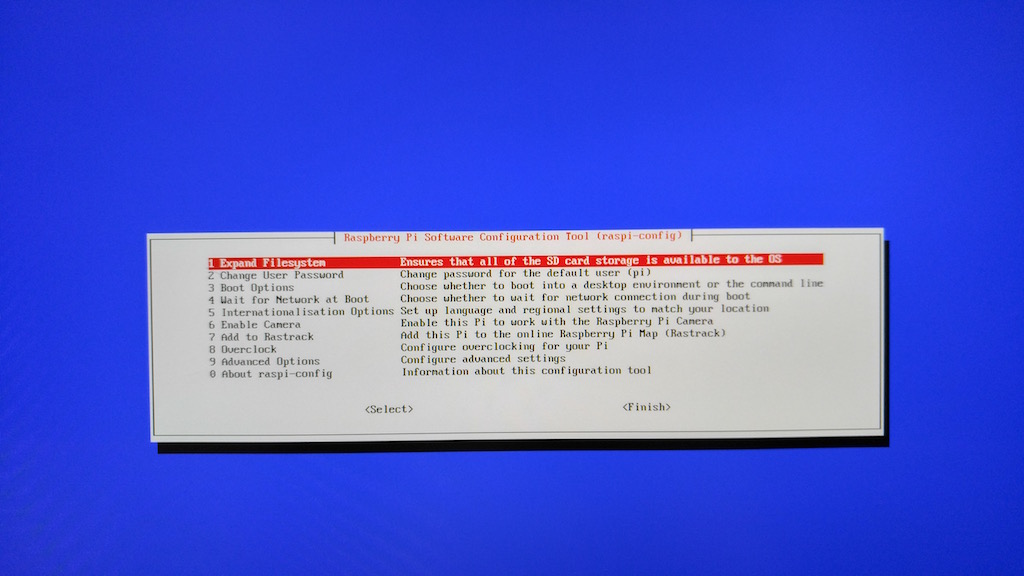 Raspberry Pi Software Configuration Tool (raspi-config)
1 Expand Filesystem Ensures that all of the SD card storage is available to the OS
2 Change User Password Change password for the default user (pi)
3 Boot Options Choose whether to boot into a desktop environment or the command line
4 Wait for Network at Boot Choose whether to wait for network connection during boot
5 Internationalisation Options Set up language and regional settings to match your location
6 Enable Camera Enable this Pi to work with the Raspberry Pi Camera
7 Add to Rastrack Add this Pi to the online Raspberry Pi Map (Rastrack)
8 Overclock Configure overclocking for your Pi
9 Advanced Options Configure advanced settings
0 About raspi-config Information about this configuration tool
<Select> <Finish>